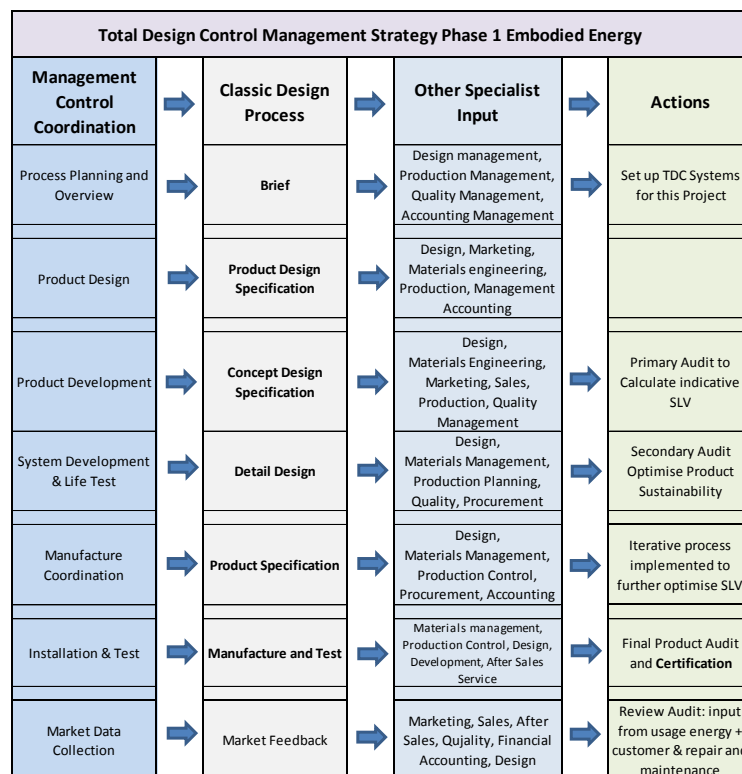 Total Design Control Management Strategy Phase 1 Embodied Energy
Management
Control
Coordination
Classic Design
Process
Other Specialist
Input
Actions
Process Planning and
Overview
Brief
Design management,
Production Management,
Quality Management,
Accounting Management
Set up TDC Systems
for this Project
Product Design
Product Design
Specification
Design, Marketing,
Materials engineering,
Production, Management
Accounting
Product Development
Concept Design
Specification
Design,
Materials Engineering,
Marketing, Sales,
Production, Quality
Management
Primary Audit to
Calculate indicative
SLV
System Development
& Life Test
Detail Design
Design,
Materials Management,
Production Planning,
Quality, Procurement
Secondary Audit
Optimise Product
Sustainability
Manufacture
Coordination
Product Specification
Design,
Materials Management,
Production Control,
Procurement, Accounting
Iterative process
implemented to
further optimise SLV
Installation & Test
Manufacture and Test
Materials management,
Production Control, Design,
Development, After Sales
Service
Final Product Audit
and Certification
Market Data
Collection
Market Feedback
Marketing, Sales, After
Sales, Qujality, Financial
Accounting, Design
Review Audit: input
from usage energy +
customer & repair and
maintenance